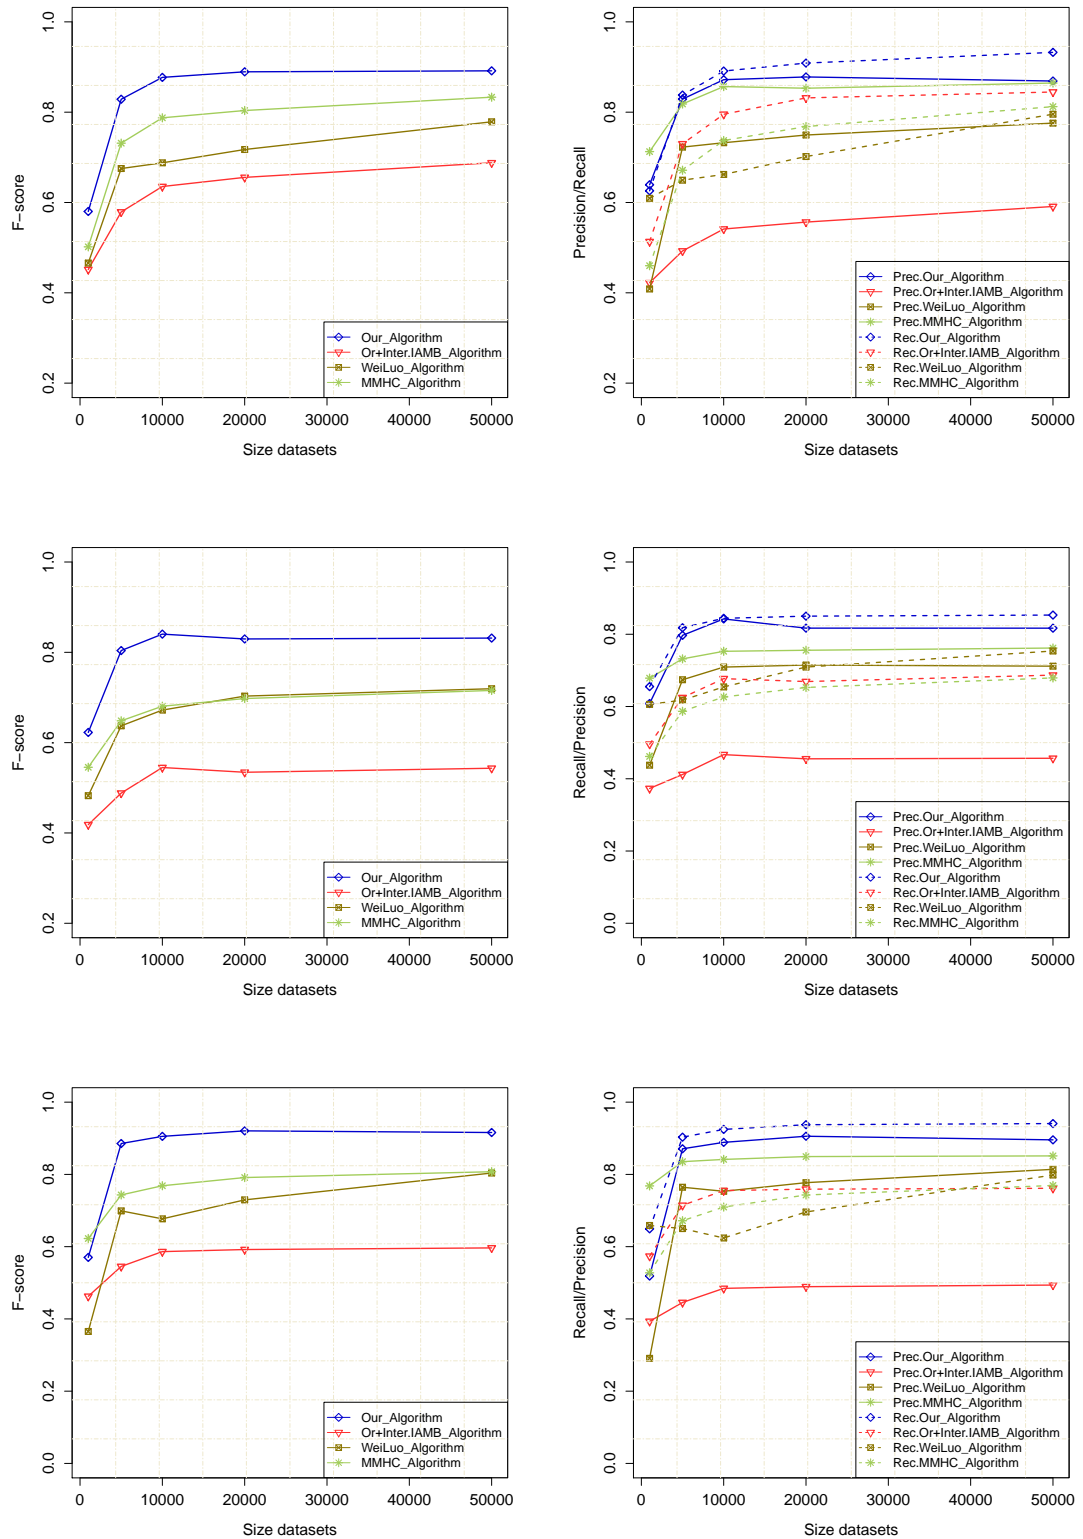 F−score
1.0
0.8
0.6
0.4
0.2
Our_Algorithm
Or+Inter.IAMB_Algorithm
WeiLuo_Algorithm
MMHC_Algorithm
0 10000 20000 30000 40000 50000
Size datasets
Precision/Recall
1.0
0.8
0.6
0.4
0.2
Prec.Our_Algorithm
Prec.Or+Inter.IAMB_Algorithm
Prec.WeiLuo_Algorithm
Prec.MMHC_Algorithm
Rec.Our_Algorithm
Rec.Or+Inter.IAMB_Algorithm
Rec.WeiLuo_Algorithm
Rec.MMHC_Algorithm
0 10000 20000 30000 40000 50000
Size datasets
F−score
1.0
0.8
0.6
0.4
0.2
Our_Algorithm
Or+Inter.IAMB_Algorithm
WeiLuo_Algorithm
MMHC_Algorithm
0 10000 20000 30000 40000 50000
Size datasets
Recall/Precision
1.0
0.8
0.6
0.4
0.2
0.0
Prec.Our_Algorithm
Prec.Or+Inter.IAMB_Algorithm
Prec.WeiLuo_Algorithm
Prec.MMHC_Algorithm
Rec.Our_Algorithm
Rec.Or+Inter.IAMB_Algorithm
Rec.WeiLuo_Algorithm
Rec.MMHC_Algorithm
0 10000 20000 30000 40000 50000
Size datasets
F−score
1.0
0.8
0.6
0.4
0.2
0.0
Our_Algorithm
Or+Inter.IAMB_Algorithm
WeiLuo_Algorithm
MMHC_Algorithm
0 10000 20000 30000 40000 50000
Size datasets
Recall/Precision
1.0
0.8
0.6
0.4
0.2
0.0
Prec.Our_Algorithm
Prec.Or+Inter.IAMB_Algorithm
Prec.WeiLuo_Algorithm
Prec.MMHC_Algorithm
Rec.Our_Algorithm
Rec.Or+Inter.IAMB_Algorithm
Rec.WeiLuo_Algorithm
Rec.MMHC_Algorithm
0 10000 20000 30000 40000 50000
Size datasets